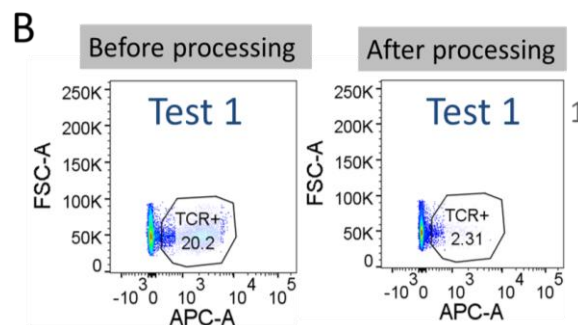 B
Before processing
After processing
Test 1
Test 1
1
FSC-A
250K
200K
150K
100K
50K
0
TCR+
20.2
-10³ 0 10³ 10⁴ 10⁵
APC-A
FSC-A
250K
200K
150K
100K
50K
0
TCR+
2.31
-10³ 0 10³ 10⁴ 10⁵
APC-A